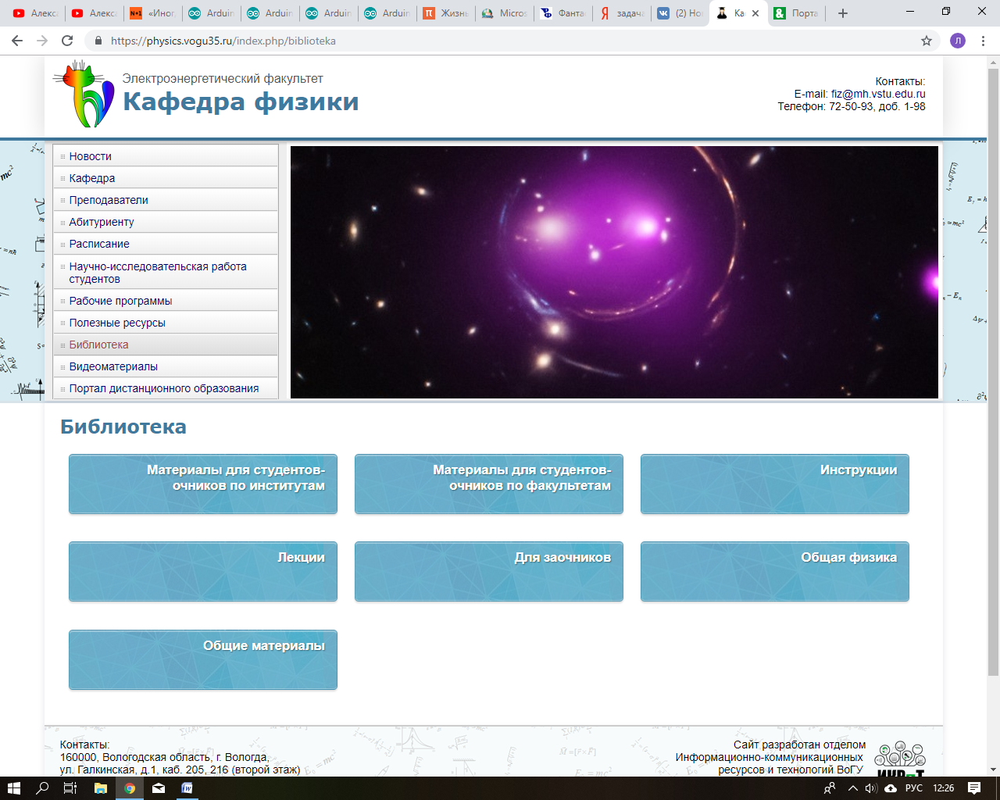 Алекса
Алекса
N+1 «Иног
Arduin
Arduin
Arduin
Arduin
Жизнь
Micros
Фанта
задача
(2) Но
Ка
Порта
https://physics.vogu35.ru/index.php/biblioteka
Л
Электроэнергетический факультет
Кафедра физики
Контакты:
E-mail: fiz@mh.vstu.edu.ru
Телефон: 72-50-93, доб. 1-98
Новости
Кафедра
Преподаватели
Абитуриенту
Расписание
Научно-исследовательская работа
студентов
Рабочие программы
Полезные ресурсы
Библиотека
Видеоматериалы
Портал дистанционного образования
Библиотека
Материалы для студентов-
очников по институтам
Материалы для студентов-
очников по факультетам
Инструкции
Лекции
Для заочников
Общая физика
Общие материалы
Контакты:
160000, Вологодская область, г. Вологда,
ул. Галкинская, д.1, каб. 205, 216 (второй этаж)
Сайт разработан отделом
Информационно-коммуникационных
ресурсов и технологий ВоГУ
РУС
12:26